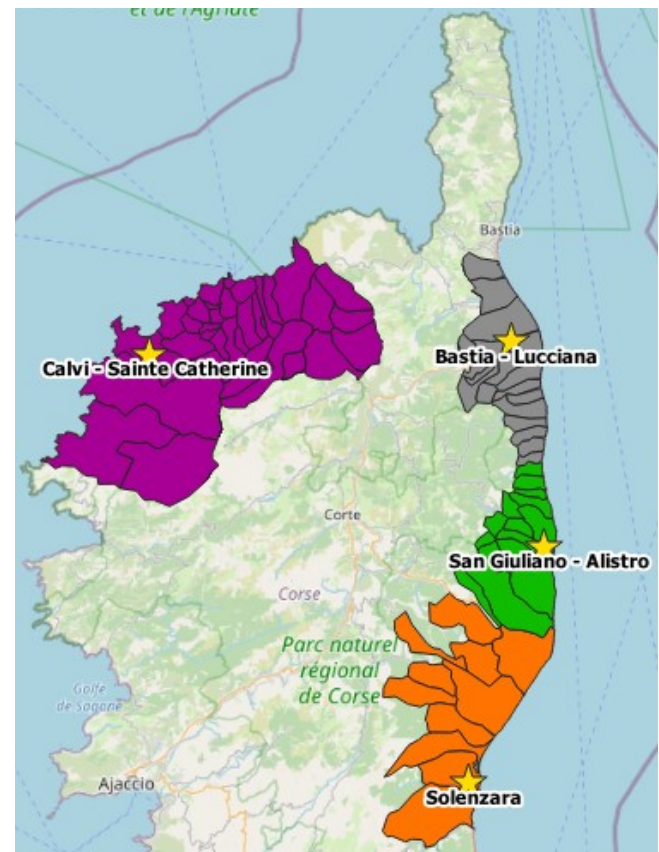 et de l'Agriate
Bastia
Bastia - Lucciana
Calvi - Sainte Catherine
Corte
San Giuliano - Alistro
Corse
Parc naturel
régional
de Corse
Golfe
de Sagone
Ajaccio
Solenzara